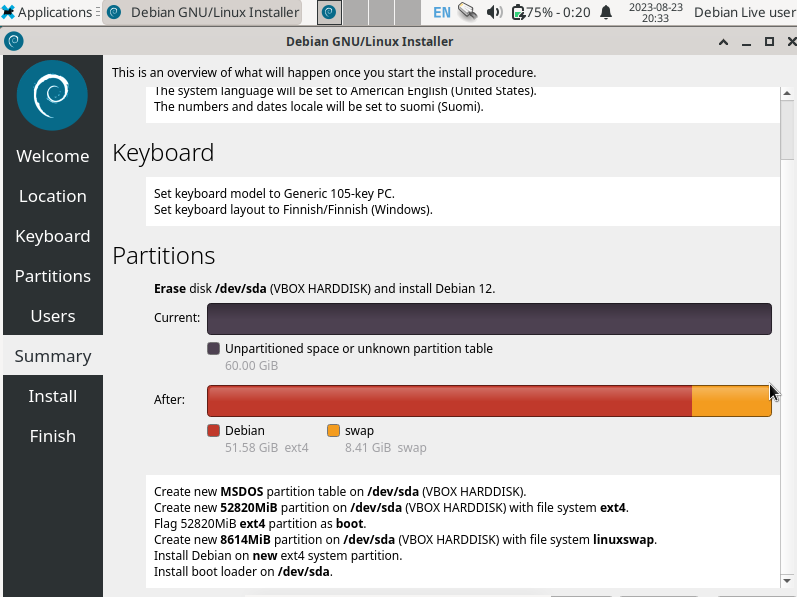 Applications
Debian GNU/Linux Installer
EN
75% - 0:20
2023-08-23
20:33
Debian Live user
Debian GNU/Linux Installer
Welcome
Location
Keyboard
Partitions
Users
Summary
Install
Finish
This is an overview of what will happen once you start the install procedure.
The system language will be set to American English (United States).
The numbers and dates locale will be set to suomi (Suomi).
Keyboard
Set keyboard model to Generic 105-key PC.
Set keyboard layout to Finnish/Finnish (Windows).
Partitions
Erase disk /dev/sda (VBOX HARDDISK) and install Debian 12.
Current:
Unpartitioned space or unknown partition table
60.00 GiB
After:
Debian
51.58 GiB ext4
swap
8.41 GiB swap
Create new MSDOS partition table on /dev/sda (VBOX HARDDISK).
Create new 52820MiB partition on /dev/sda (VBOX HARDDISK) with file system ext4.
Flag 52820MiB ext4 partition as boot.
Create new 8614MiB partition on /dev/sda (VBOX HARDDISK) with file system linuxswap.
Install Debian on new ext4 system partition.
Install boot loader on /dev/sda.